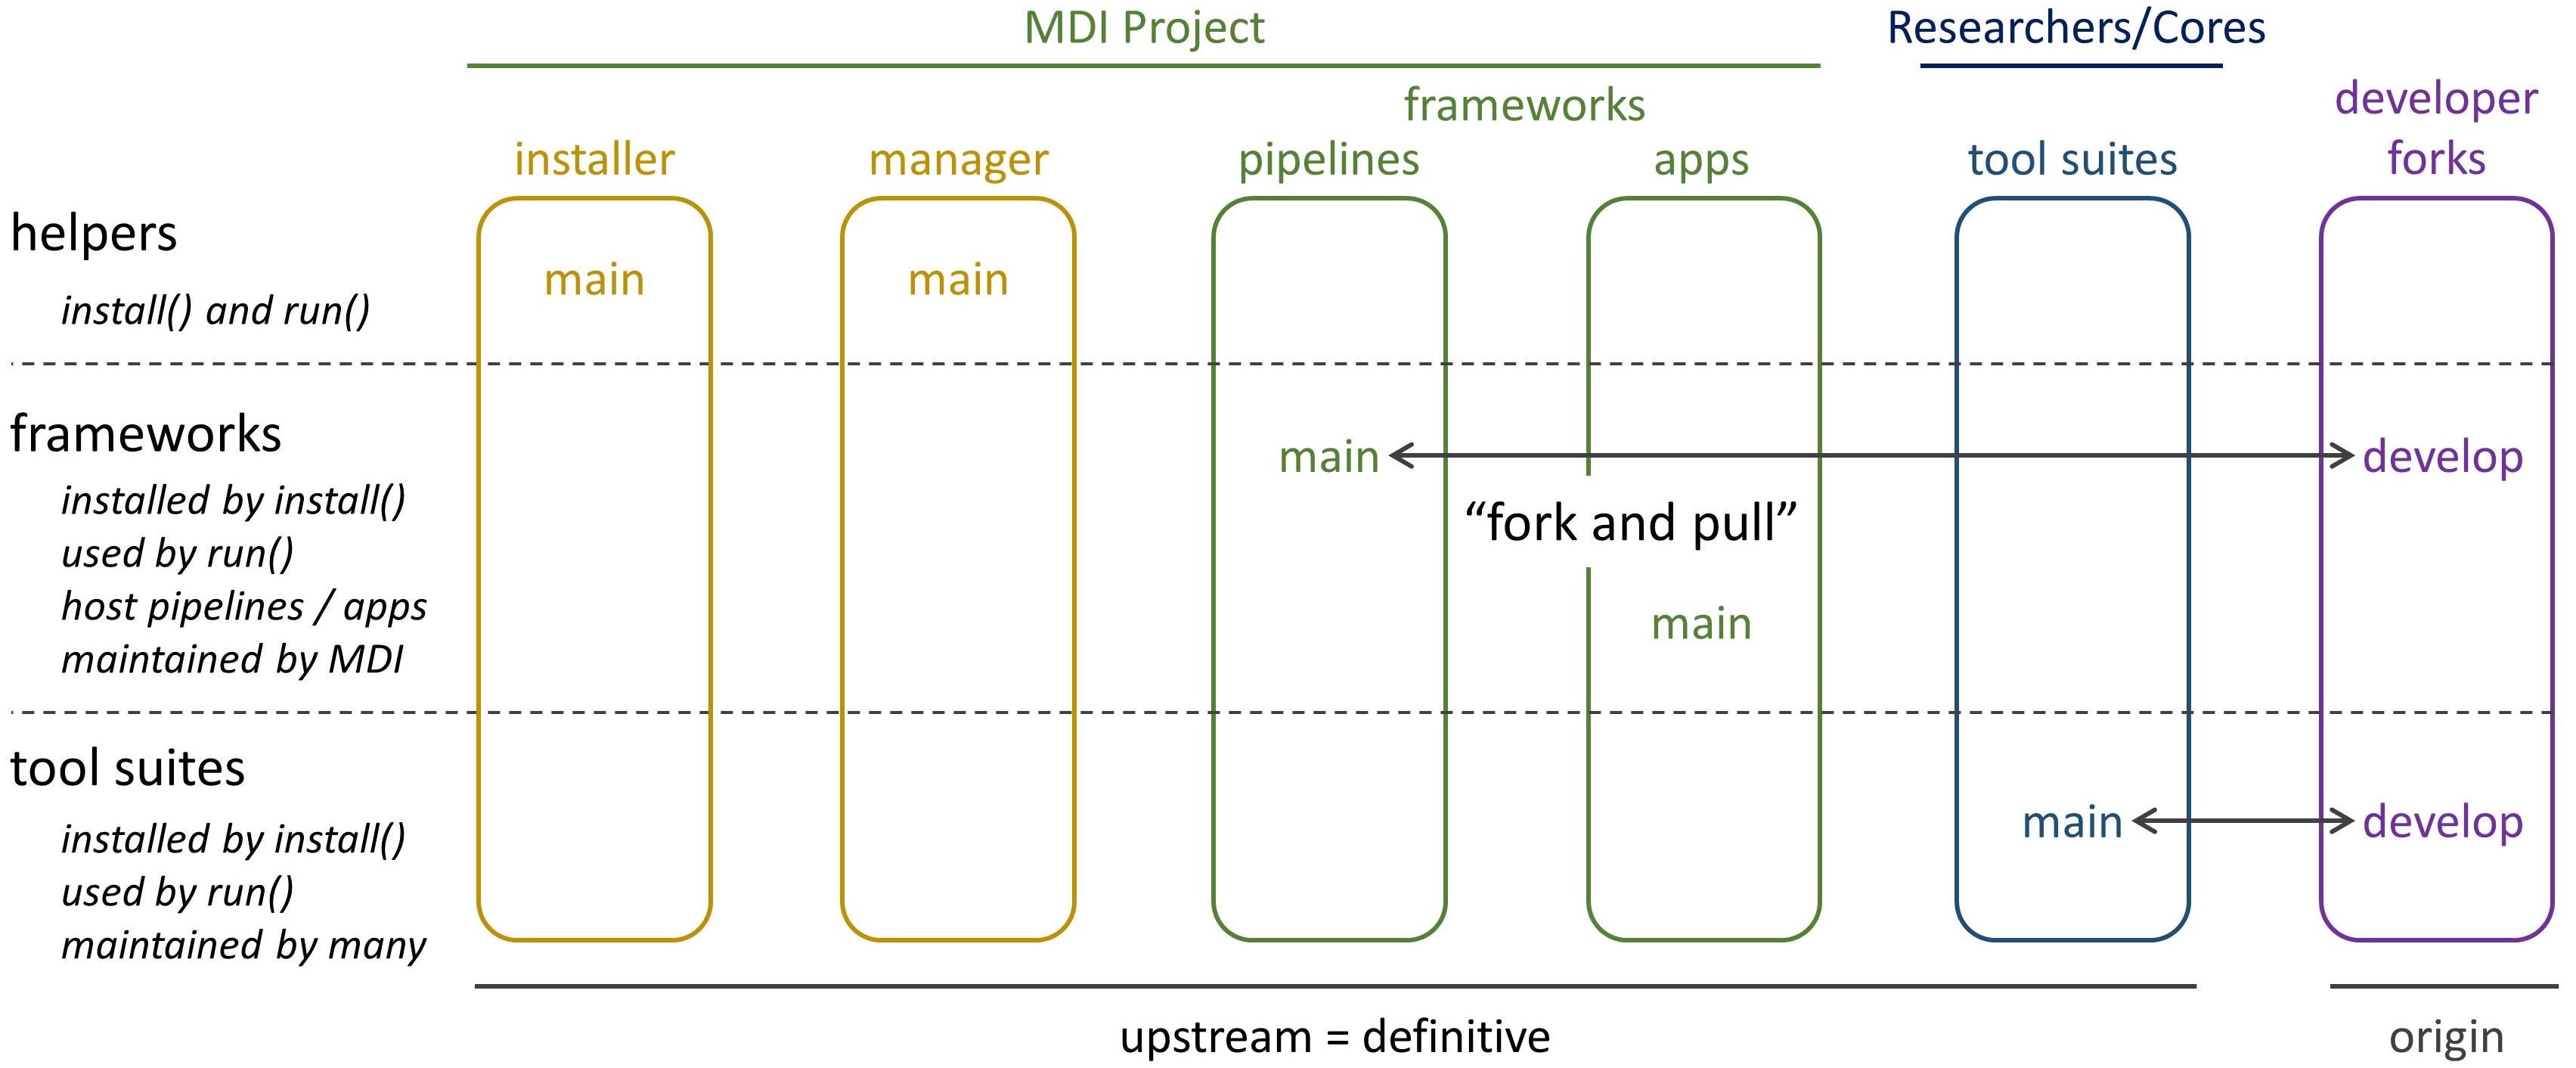 MDI Project
Researchers/Cores
frameworks
developer
forks
installer
manager
pipelines
apps
tool suites
helpers
install() and run()
main
main
frameworks
installed by install()
used by run()
host pipelines / apps
maintained by MDI
main
develop
“fork and pull”
main
tool suites
installed by install()
used by run()
maintained by many
main
develop
upstream = definitive
origin